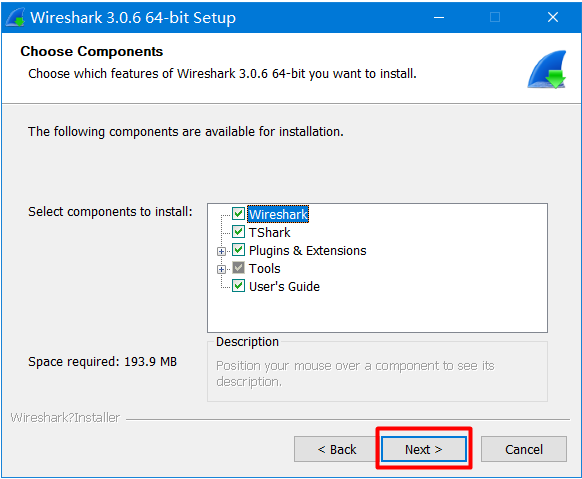 Wireshark 3.0.6 64-bit Setup
Choose Components
Choose which features of Wireshark 3.0.6 64-bit you want to install.
The following components are available for installation.
Select components to install:
Wireshark
TShark
Plugins & Extensions
Tools
User's Guide
Space required: 193.9 MB
Description
Position your mouse over a component to see its
description.
Wireshark?Installer
< Back
Next >
Cancel